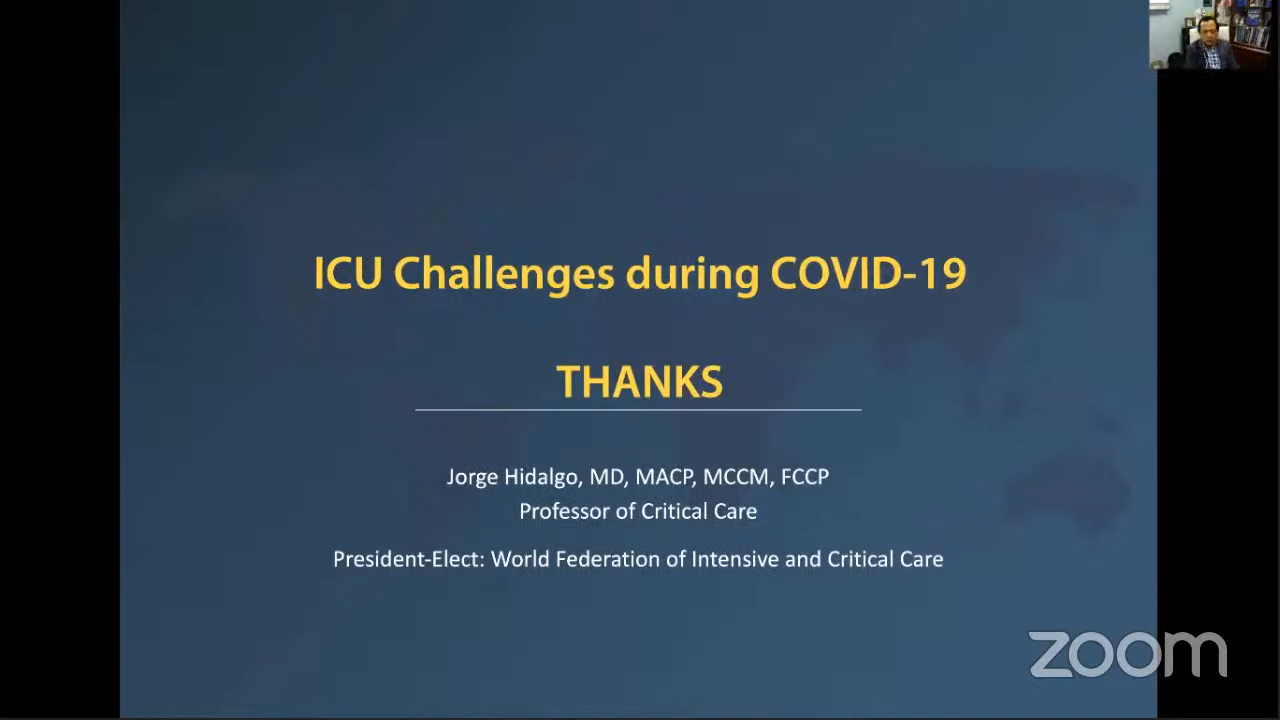 ICU Challenges during COVID-19
THANKS
Jorge Hidalgo, MD, MACP, MCCM, FCCP
Professor of Critical Care
President-Elect: World Federation of Intensive and Critical Care
zoom